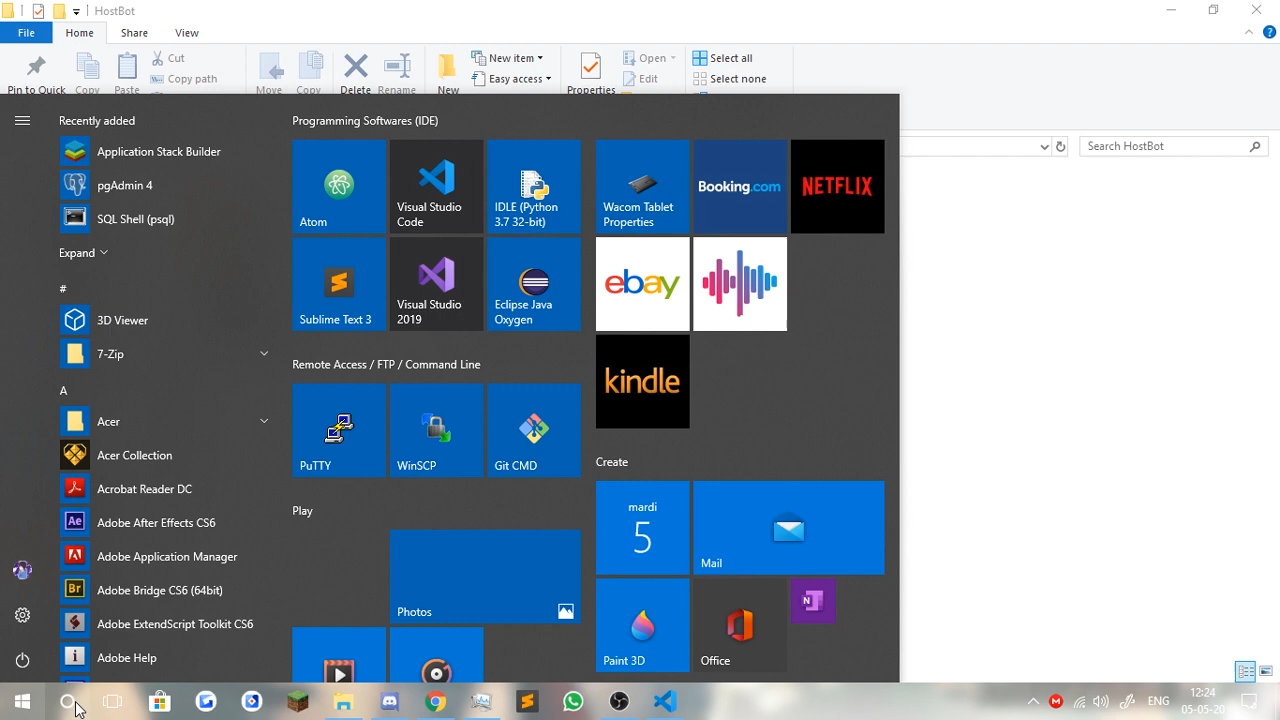 HostBot
File
Home
Share
View
Cut
Copy path
Pin to Quick
Copy
Paste
Move
Copy
Delete
Rename
New item
Easy access
New
Properties
Open
Edit
Select all
Select none
Search HostBot
Recently added
Application Stack Builder
pgAdmin 4
SQL Shell (psql)
Expand
#
3D Viewer
7-Zip
A
Acer
Acer Collection
Acrobat Reader DC
Ae
Adobe After Effects CS6
Adobe Application Manager
Br
Adobe Bridge CS6 (64bit)
Adobe ExtendScript Toolkit CS6
Adobe Help
Programming Softwares (IDE)
Atom
Visual Studio
Code
IDLE (Python
3.7 32-bit)
Sublime Text 3
Visual Studio
2019
Eclipse Java
Oxygen
Remote Access / FTP / Command Line
PuTTY
WinSCP
Git CMD
Play
Photos
Wacom Tablet
Properties
Booking.com
NETFLIX
ebay
kindle
Create
mardi
5
Mail
Paint 3D
Office
N
ENG
12:24
05-05-20